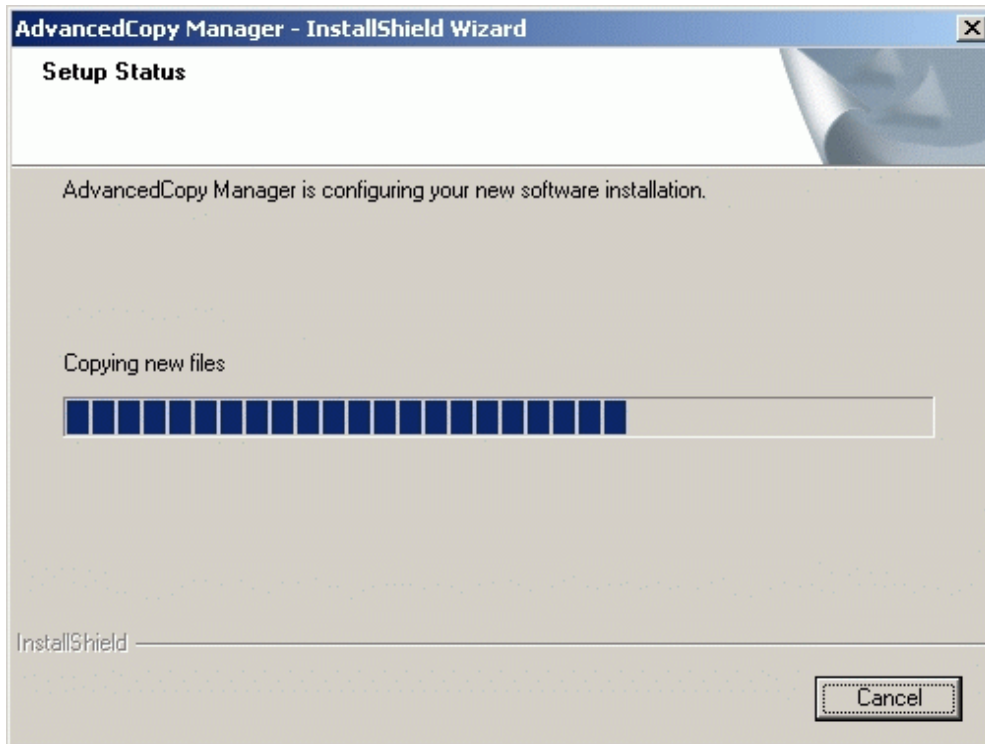 AdvancedCopy Manager - InstallShield Wizard
Setup Status
AdvancedCopy Manager is configuring your new software installation.
Copying new files
InstallShield
Cancel